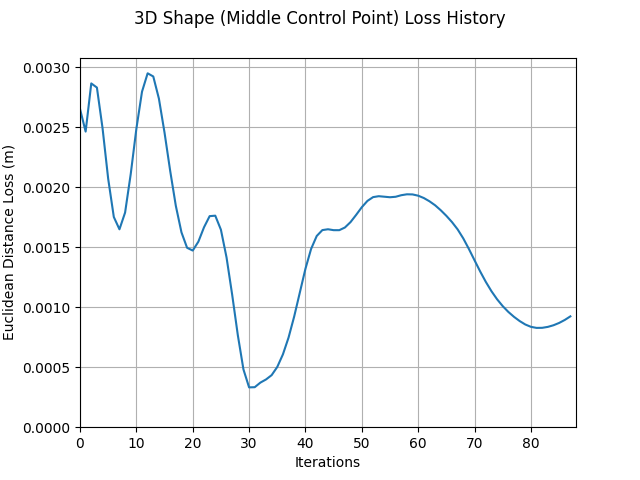 3D Shape (Middle Control Point) Loss History
Euclidean Distance Loss (m)
0.0030
0.0025
0.0020
0.0015
0.0010
0.0005
0.0000
0 10 20 30 40 50 60 70 80
Iterations